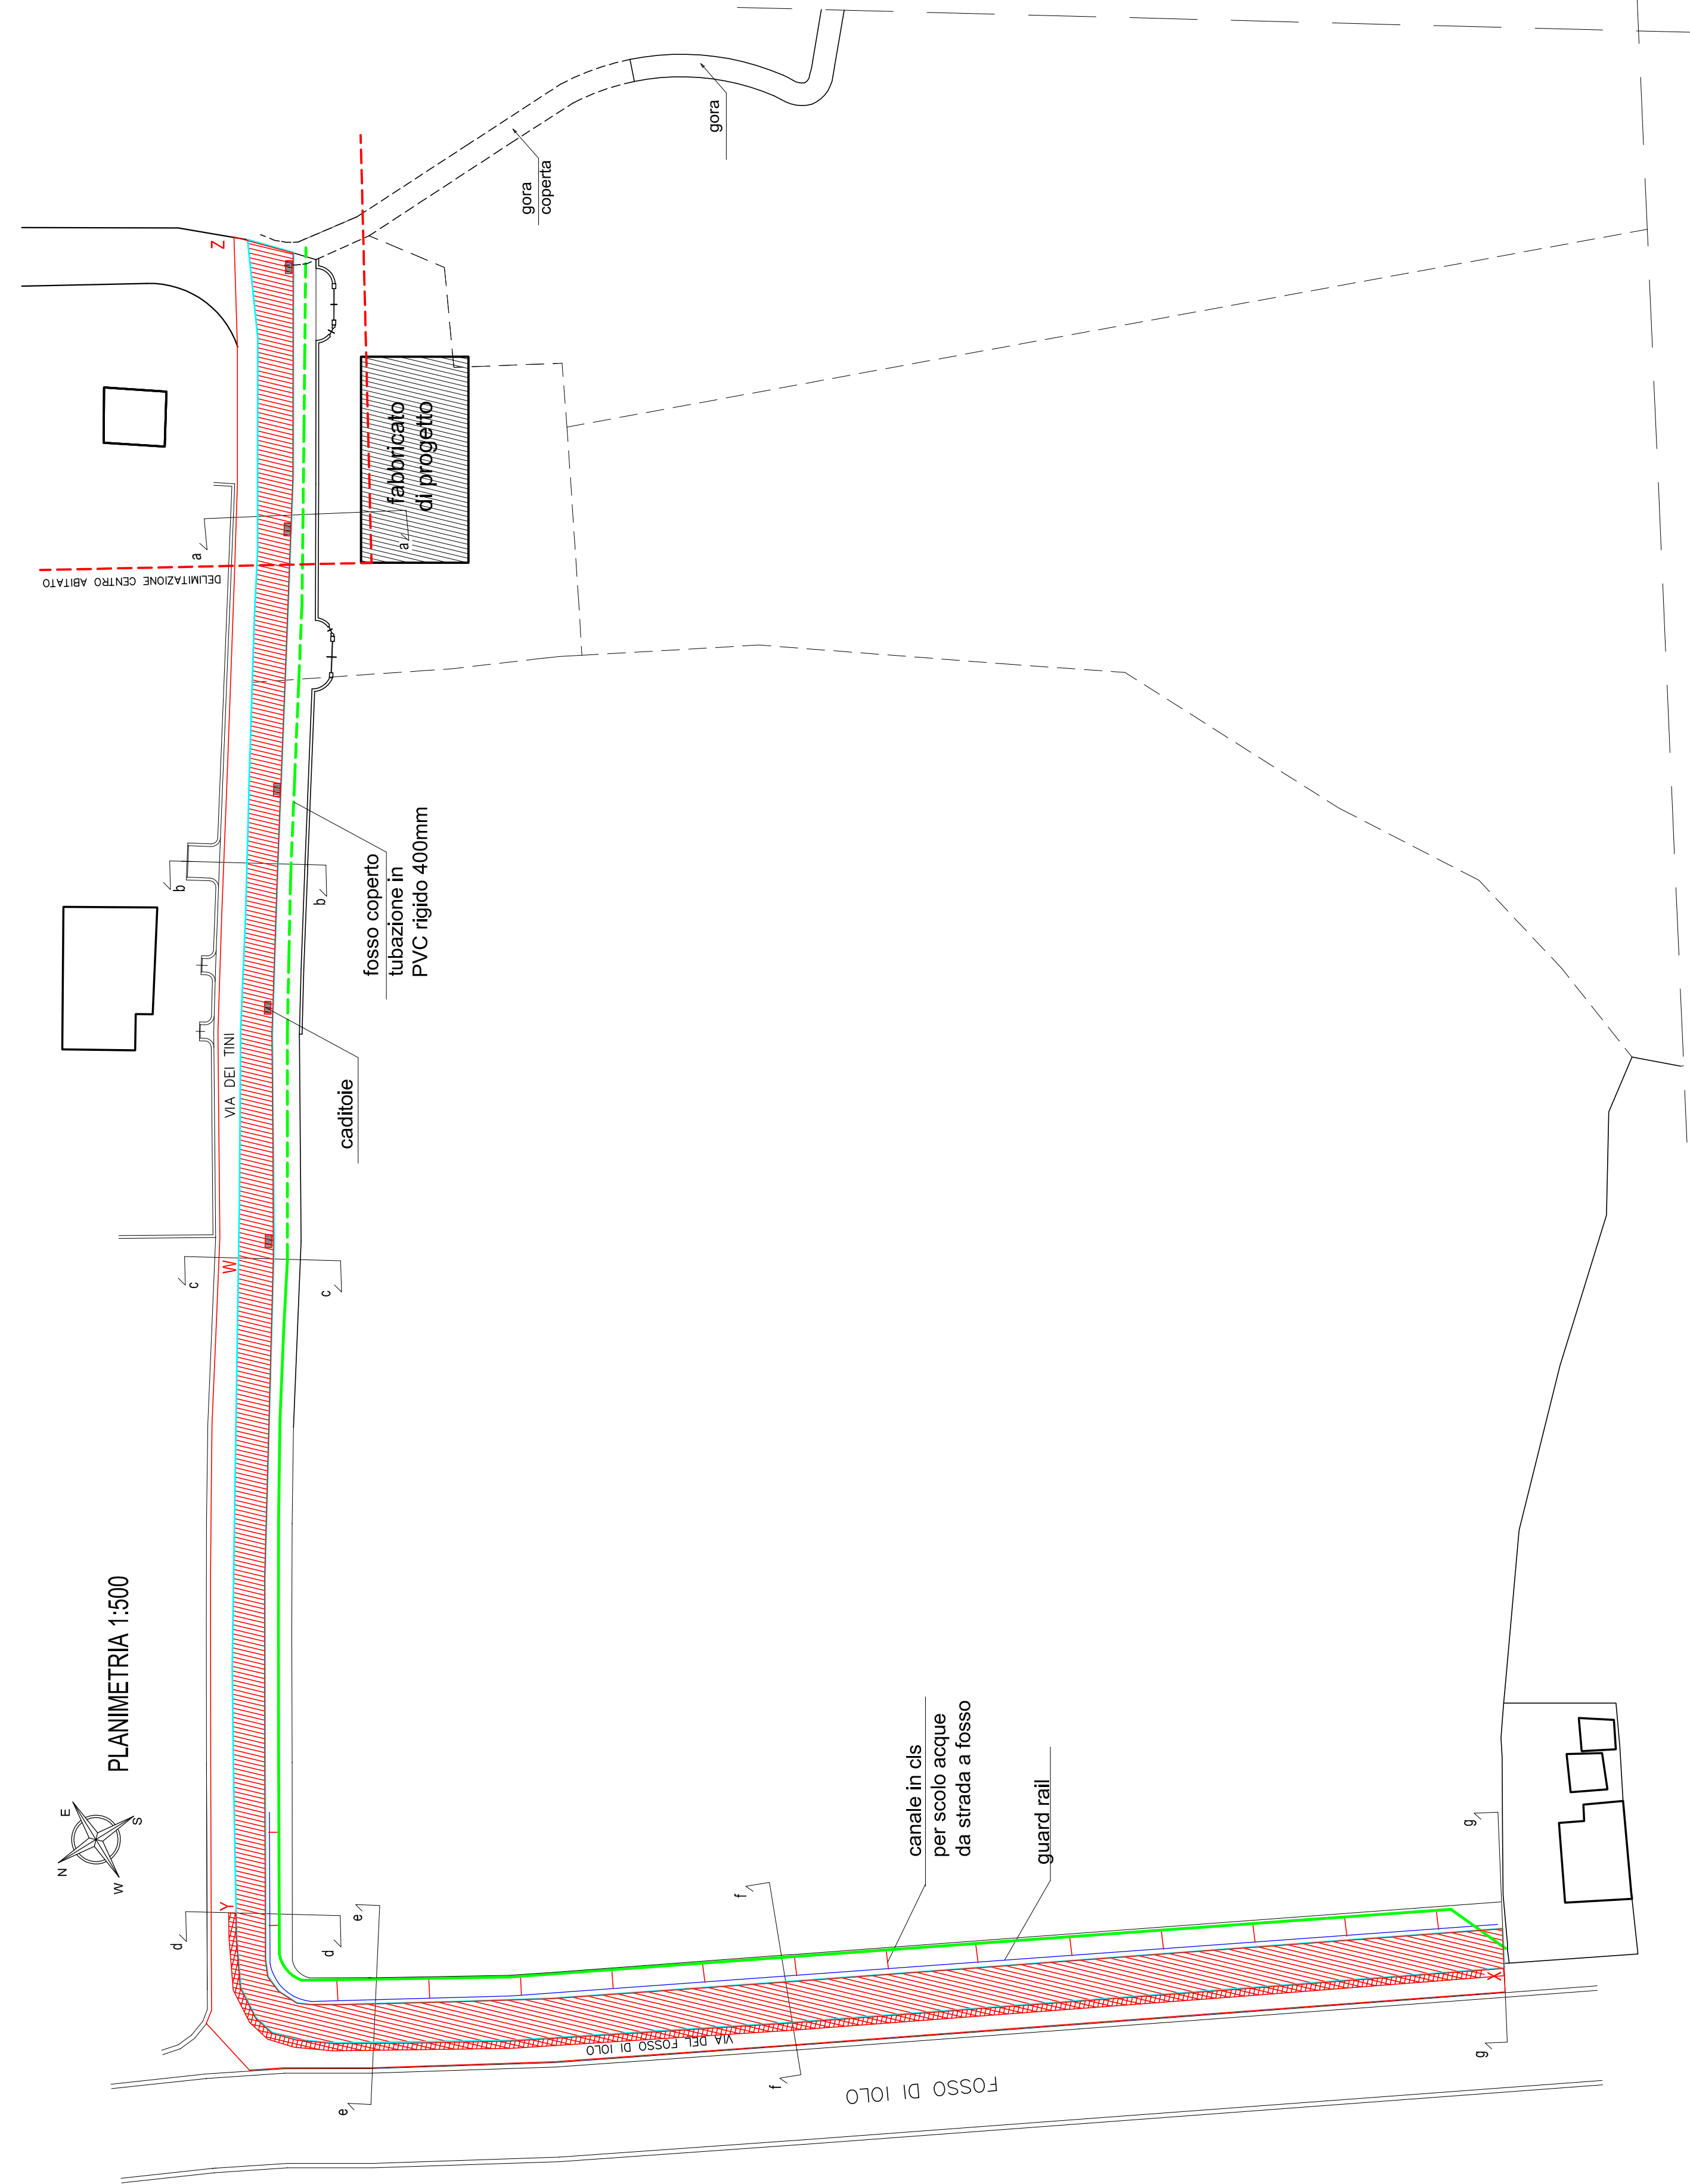 PLANIMETRIA 1:500
N
E
S
W
Z
gora
gora
coperta
fabbricato
di progetto
DELIMITAZIONE CENTRO ABITATO
a
a
b
b
fosso coperto
tubazione in
PVC rigido 400mm
VIA DEI TINI
caditoie
W
c
c
Y
d
d
e
e
f
f
canale in cls
per scolo acque
da strada a fosso
guard rail
g
g
X
VIA DEL FOSSO DI IOLO
FOSSO DI IOLO